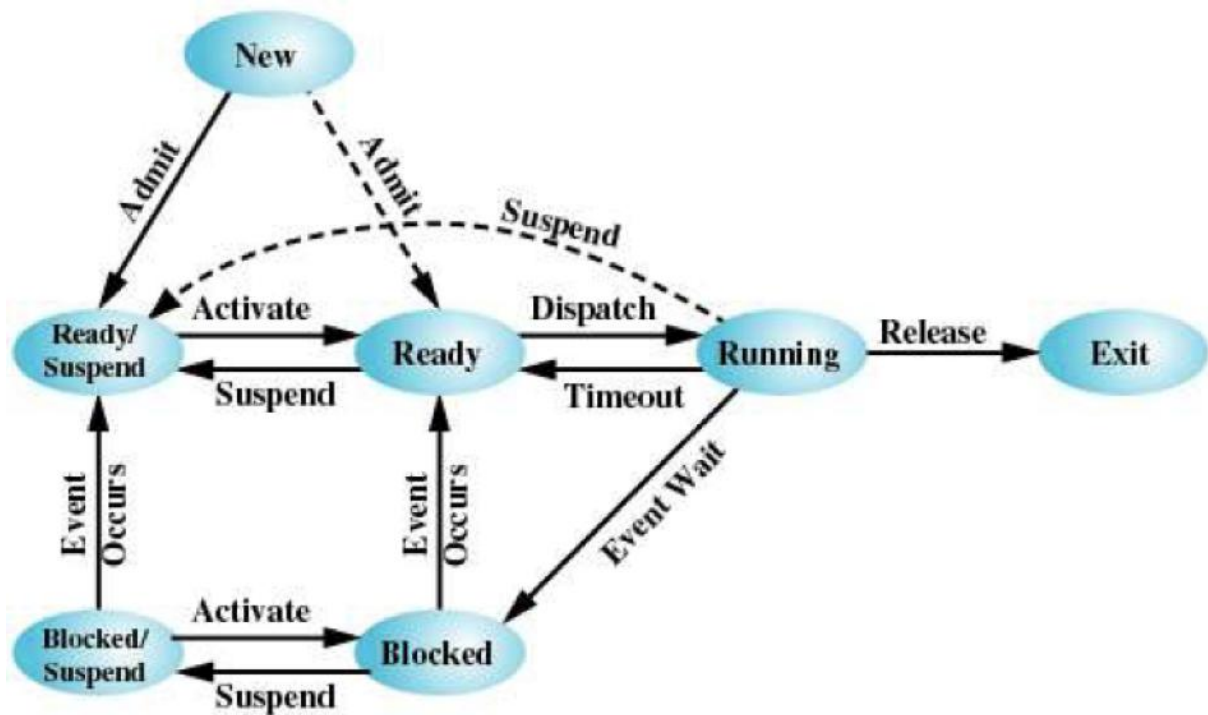 New
Admit
Admit
Suspend
Activate
Dispatch
Release
Ready/
Suspend
Ready
Running
Exit
Suspend
Timeout
Event
Occurs
Event
Occurs
Event Wait
Activate
Blocked/
Suspend
Blocked
Suspend